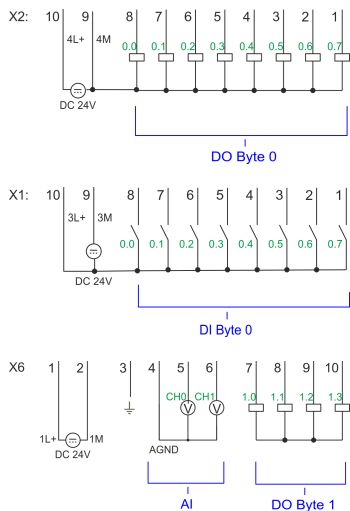 X2: 10 9 8 7 6 5 4 3 2 1
4L+ 4M 0.0 0.1 0.2 0.3 0.4 0.5 0.6 0.7
DC 24V
DO Byte 0
X1: 10 9 8 7 6 5 4 3 2 1
3L+ 3M 0.0 0.1 0.2 0.3 0.4 0.5 0.6 0.7
DC 24V
DI Byte 0
X6 1 2 3 4 5 6 7 8 9 10
CH0 CH1 1.0 1.1 1.2 1.3
V V
1L+ 1M
DC 24V
AGND
AI
DO Byte 1